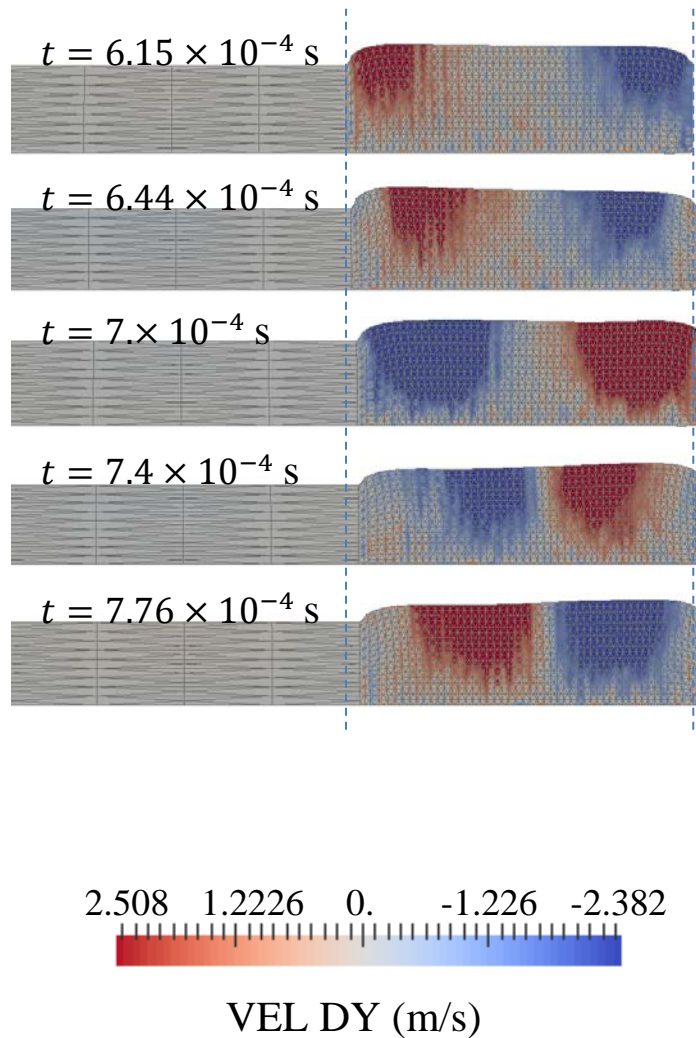 t = 6.15 × 10⁻⁴ s
t = 6.44 × 10⁻⁴ s
t = 7.× 10⁻⁴ s
t = 7.4 × 10⁻⁴ s
t = 7.76 × 10⁻⁴ s
2.508 1.2226 0. -1.226 -2.382
VEL DY (m/s)